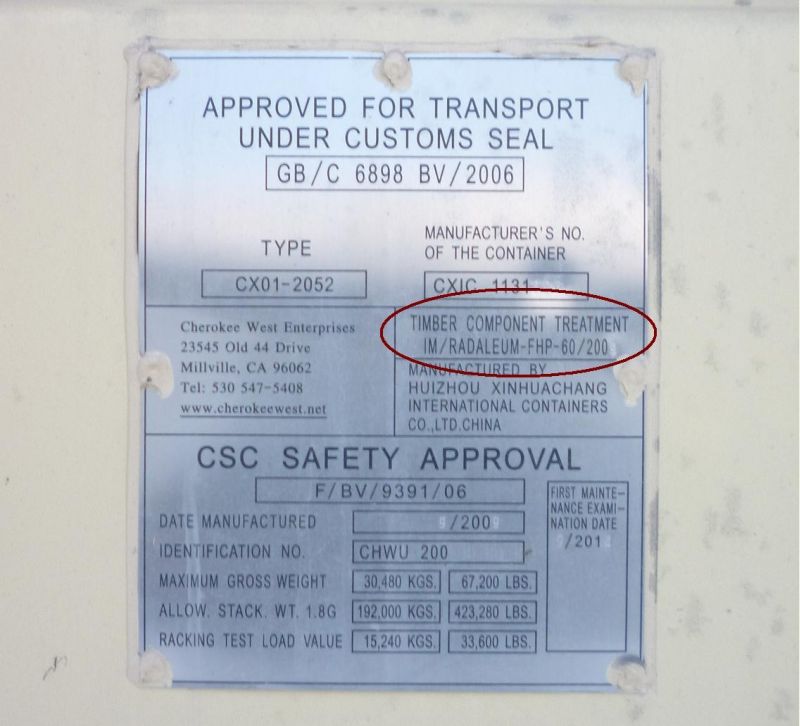 APPROVED FOR TRANSPORT
UNDER CUSTOMS SEAL
GB/C 6898 BV/2006
TYPE
CX01-2052
MANUFACTURER'S NO.
OF THE CONTAINER
CXIC 1131
Cherokee West Enterprises
23545 Old 44 Drive
Millville, CA 96062
Tel: 530 547-5408
www.cherokeewest.net
TIMBER COMPONENT TREATMENT
IM/RADALEUM-FHP-60/200
MANUFACTURED BY
HUIZHOU XINHUACHANG
INTERNATIONAL CONTAINERS
CO.,LTD.CHINA
CSC SAFETY APPROVAL
F/BV/9391/06
DATE MANUFACTURED /200
IDENTIFICATION NO. CHWU 200
MAXIMUM GROSS WEIGHT 30,480 KGS. 67,200 LBS.
ALLOW. STACK. WT. 1.8G 192,000 KGS. 423,280 LBS.
RACKING TEST LOAD VALUE 15,240 KGS. 33,600 LBS.
FIRST MAINTE-
NANCE EXAMI-
NATION DATE
/201